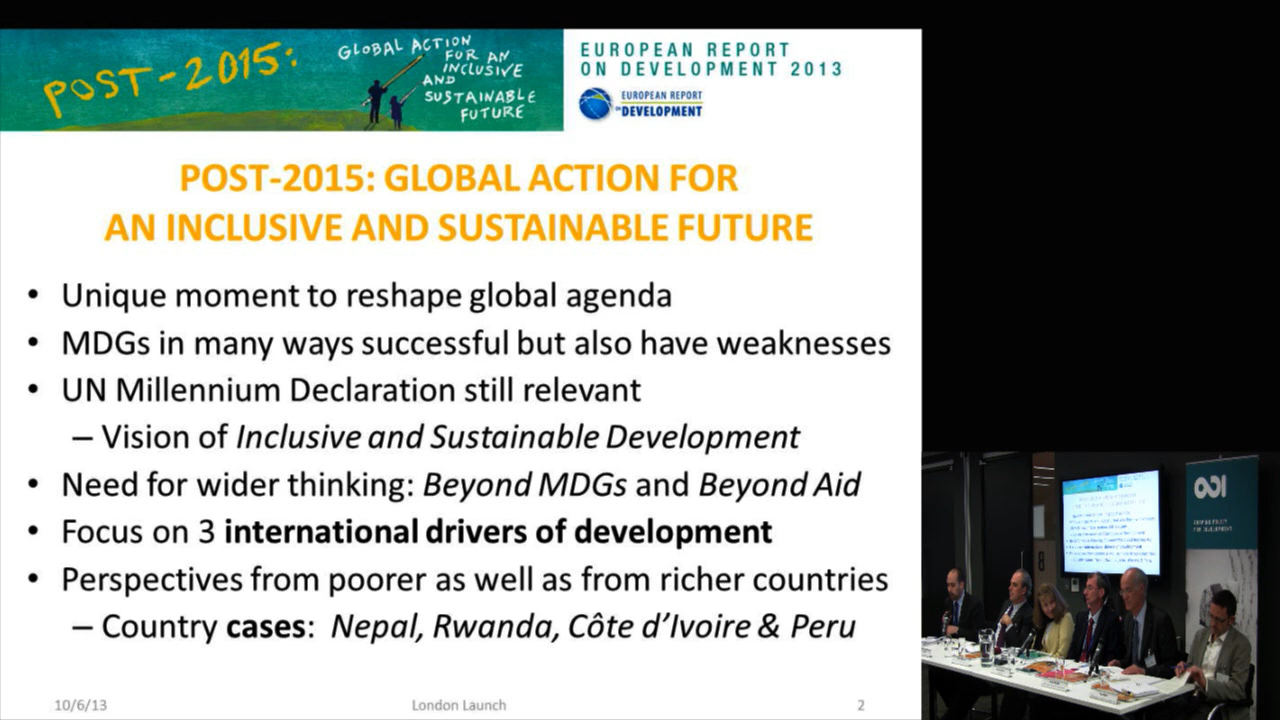 POST-2015:
GLOBAL ACTION
FOR AN
INCLUSIVE
AND
SUSTAINABLE
FUTURE
EUROPEAN REPORT
ON DEVELOPMENT 2013
EUROPEAN REPORT
ON DEVELOPMENT
POST-2015: GLOBAL ACTION FOR
AN INCLUSIVE AND SUSTAINABLE FUTURE
• Unique moment to reshape global agenda
• MDGs in many ways successful but also have weaknesses
• UN Millennium Declaration still relevant
– Vision of Inclusive and Sustainable Development
• Need for wider thinking: Beyond MDGs and Beyond Aid
• Focus on 3 international drivers of development
• Perspectives from poorer as well as from richer countries
– Country cases: Nepal, Rwanda, Côte d’Ivoire & Peru
10/6/13
London Launch
2
8